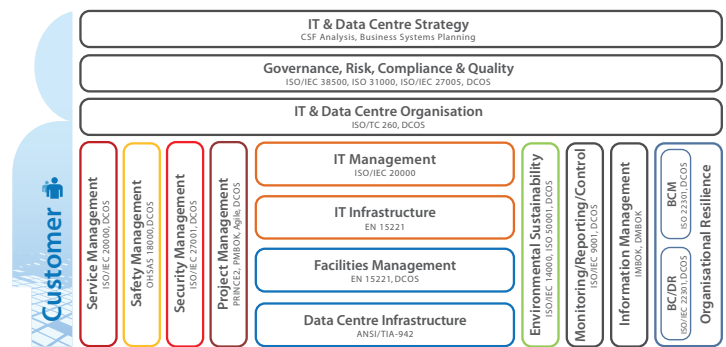 IT & Data Centre Strategy
CSF Analysis, Business Systems Planning
Governance, Risk, Compliance & Quality
ISO/IEC 38500, ISO 31000, ISO/IEC 27005, DCOS
IT & Data Centre Organisation
ISO/TC 260, DCOS
Customer
Service Management
ISO/IEC 20000, DCOS
Safety Management
OHSAS 18000, DCOS
Security Management
ISO/IEC 27001, DCOS
Project Management
PRINCE2, PMBOK, Agile, DCOS
IT Management
ISO/IEC 20000
IT Infrastructure
EN 15221
Facilities Management
EN 15221, DCOS
Data Centre Infrastructure
ANSI/TIA-942
Environmental Sustainability
ISO/IEC 14000, ISO 50001, DCOS
Monitoring/Reporting/Control
ISO/IEC 9001, DCOS
Information Management
IMBOK, DMBOK
BCM
ISO 22301, DCOS
BC/DR
ISO/IEC 22301, DCOS
Organisational Resilience